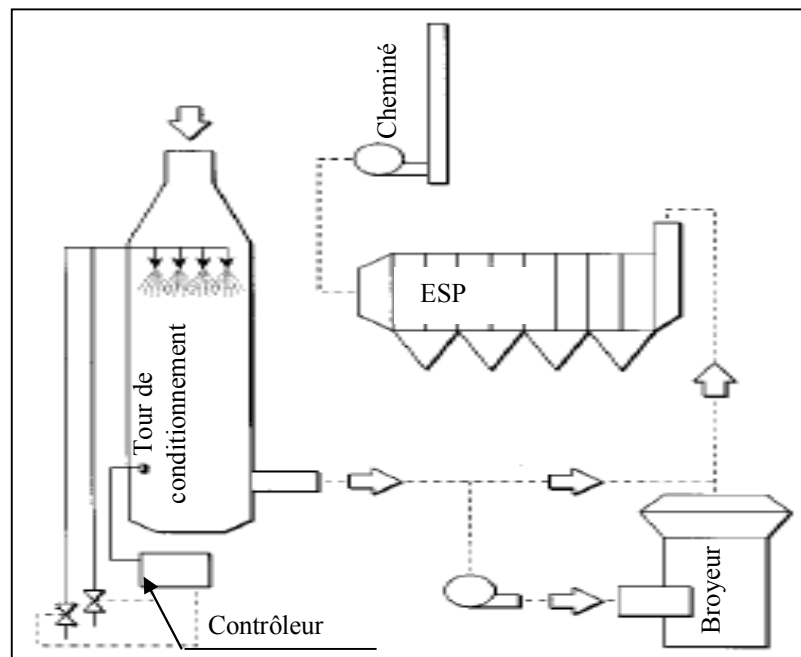 Cheminé
ESP
Tour de
conditionnement
Contrôleur
Broyeur